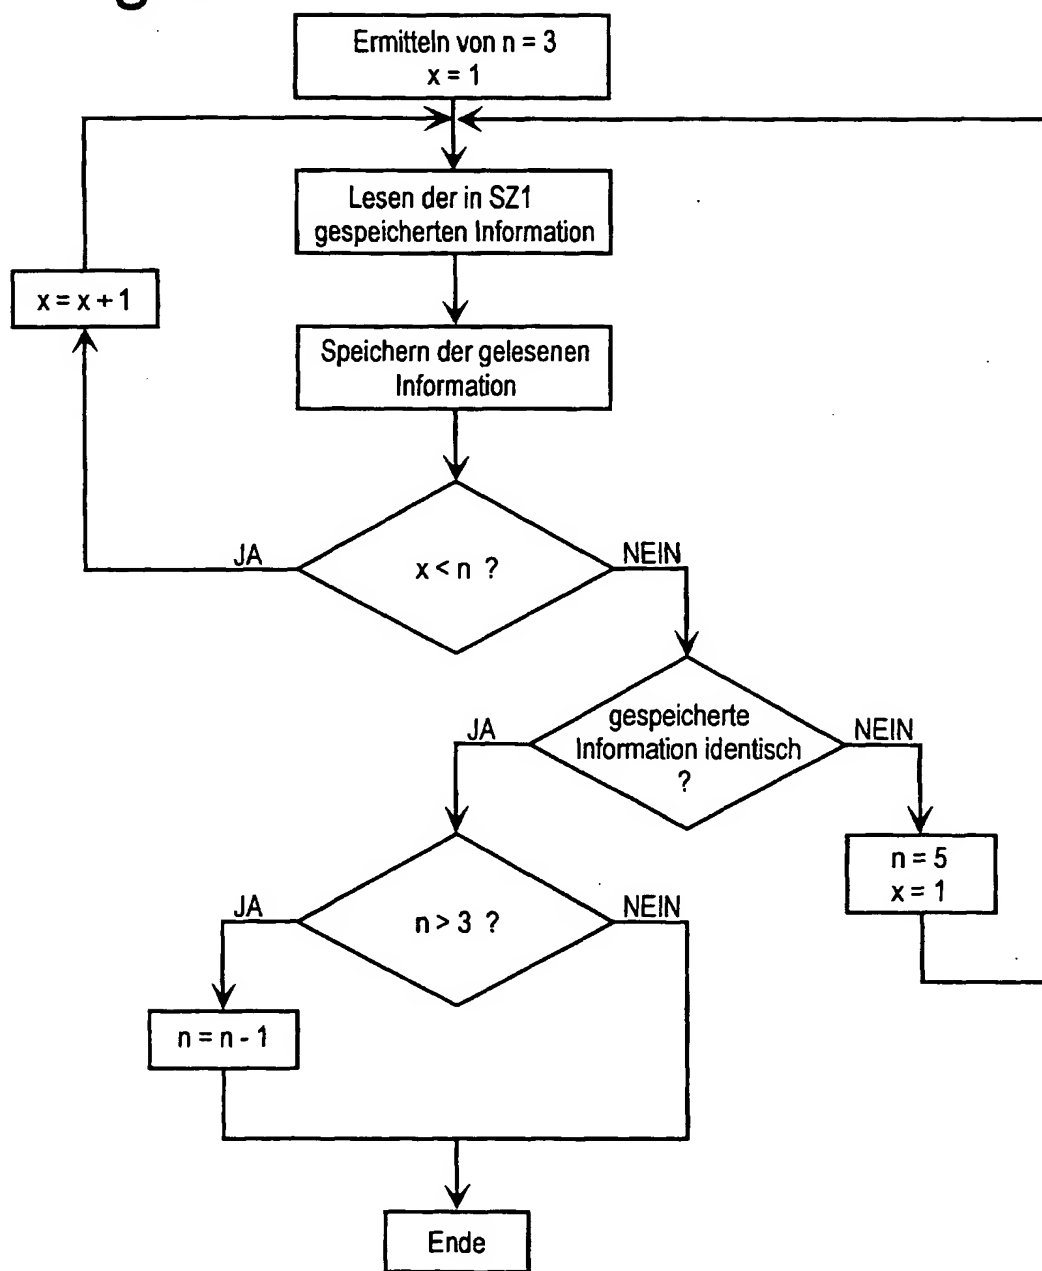 Ermitteln von n = 3
x = 1
Lesen der in SZ1
gespeicherten Information
x = x + 1
Speichern der gelesenen
Information
JA
x < n ?
NEIN
JA
gespeicherte
Information identisch
?
NEIN
n = 5
x = 1
JA
n > 3 ?
NEIN
n = n - 1
Ende